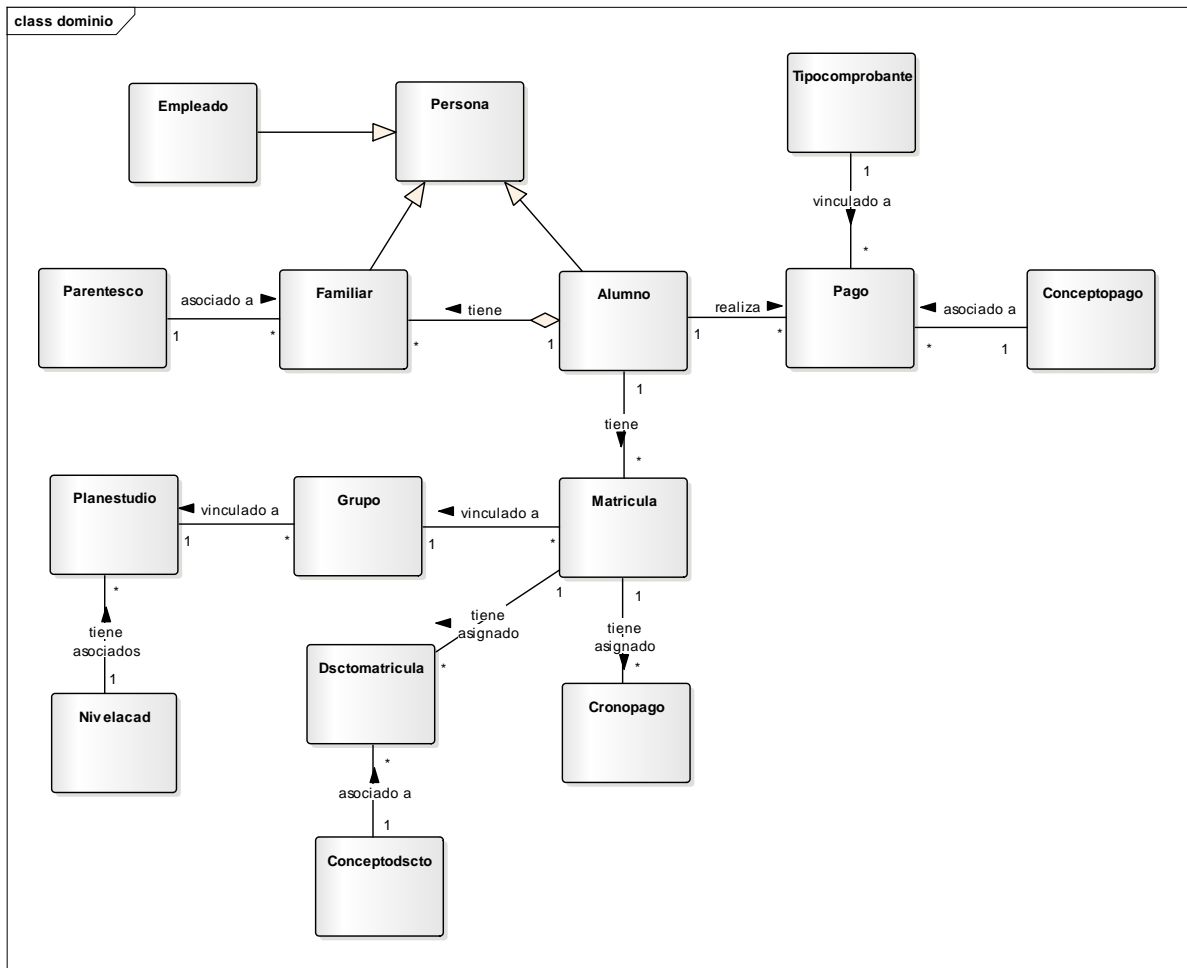 class dominio
Tipocomprobante
Empleado
Persona
1
vinculado a
*
Parentesco
asociado a
1
*
Familiar
tiene
*
1
Alumno
realiza
1
*
Pago
asociado a
*
1
Conceptopago
1
tiene
*
Planestudio
vinculado a
1
*
Grupo
vinculado a
1
*
Matricula
*
tiene
asociados
1
1
tiene
asignado
*
1
tiene
asignado
*
Nivelacad
Dsctomatricula
Cronopago
*
asociado a
1
Conceptodscto